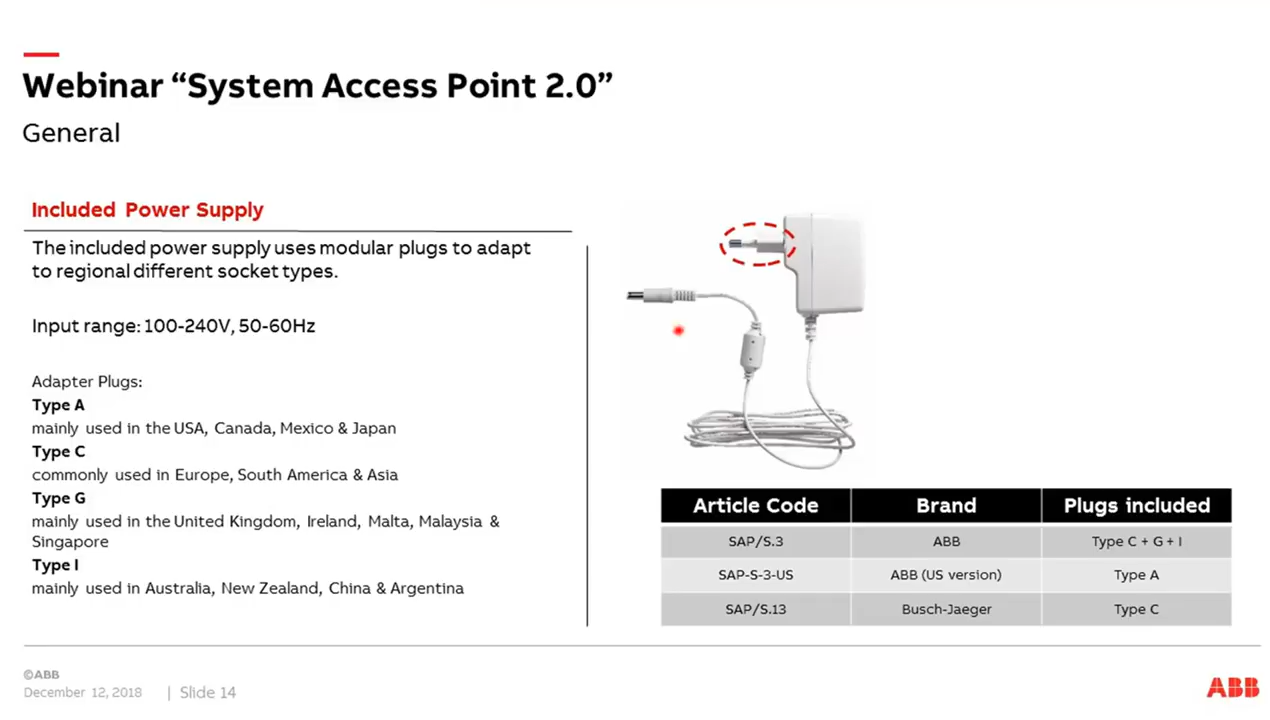 Webinar “System Access Point 2.0”
General
Included Power Supply
The included power supply uses modular plugs to adapt
to regional different socket types.
Input range: 100-240V, 50-60Hz
Adapter Plugs:
Type A
mainly used in the USA, Canada, Mexico & Japan
Type C
commonly used in Europe, South America & Asia
Type G
mainly used in the United Kingdom, Ireland, Malta, Malaysia &
Singapore
Type I
mainly used in Australia, New Zealand, China & Argentina
Article Code Brand Plugs included
SAP/S.3 ABB Type C + G + I
SAP-S-3-US ABB (US version) Type A
SAP/S.13 Busch-Jaeger Type C
©ABB
December 12, 2018 | Slide 14
ABB